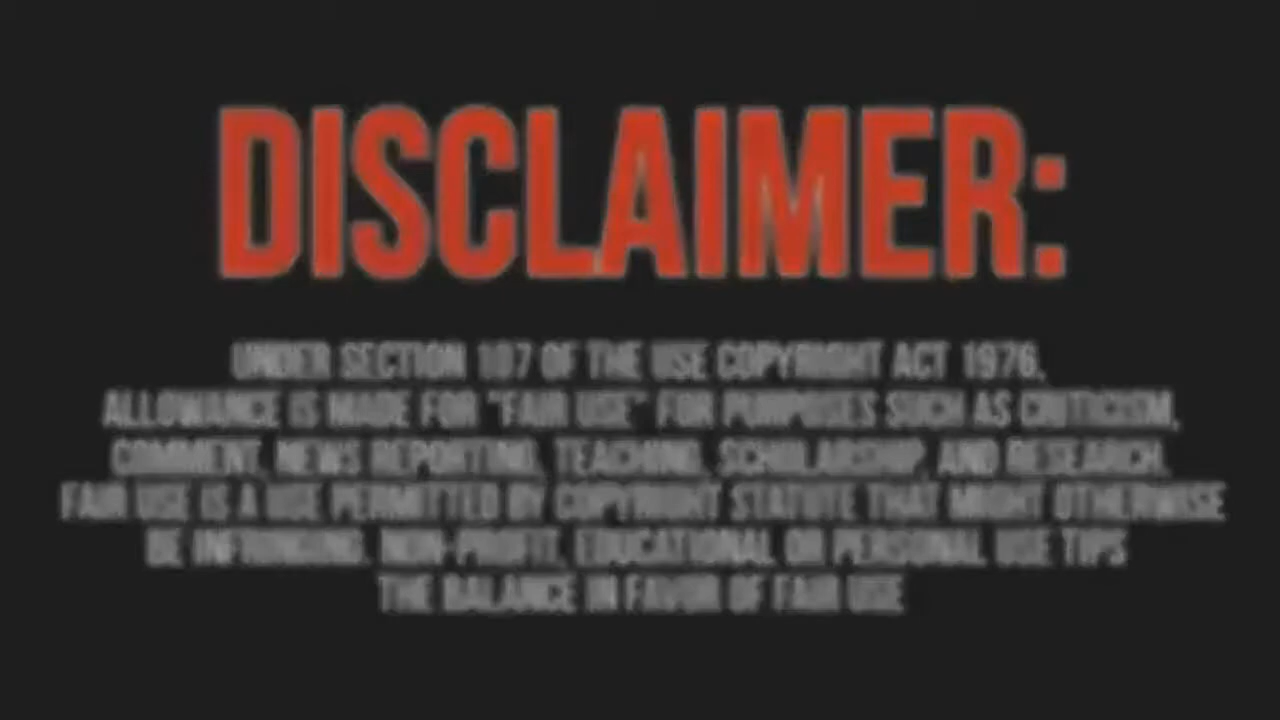 DISCLAIMER:
UNDER SECTION 107 OF THE USE COPYRIGHT ACT 1976,
ALLOWANCE IS MADE FOR "FAIR USE" FOR PURPOSES SUCH AS CRITICISM,
COMMENT, NEWS REPORTING, TEACHING, SCHOLARSHIP, AND RESEARCH.
FAIR USE IS A USE PERMITTED BY COPYRIGHT STATUTE THAT MIGHT OTHERWISE
BE INFRINGING. NON-PROFIT, EDUCATIONAL OR PERSONAL USE TIPS
THE BALANCE IN FAVOR OF FAIR USE